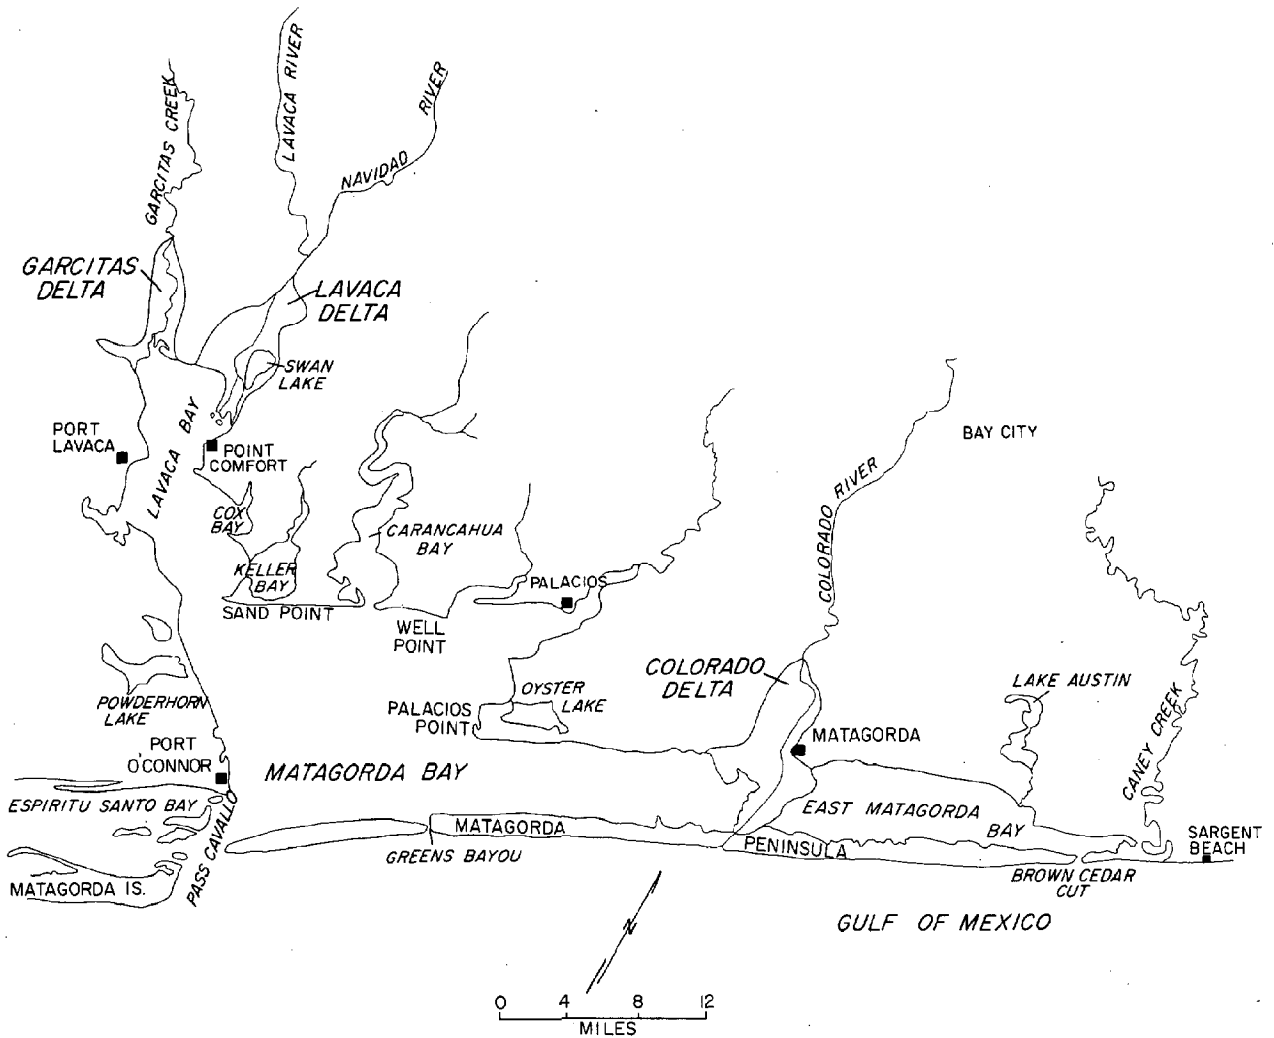 LAVACA RIVER
GARCITAS CREEK
NAVIDAD RIVER
GARCITAS
DELTA
LAVACA
DELTA
SWAN
LAKE
PORT
LAVACA
LAVACA BAY
POINT
COMFORT
BAY CITY
COLORADO RIVER
COX
BAY
CARANCAHUA
BAY
KELLER
BAY
PALACIOS
SAND POINT
WELL
POINT
COLORADO
DELTA
LAKE AUSTIN
POWDERHORN
LAKE
OYSTER
LAKE
PALACIOS
POINT
CANEY CREEK
MATAGORDA
PORT
O'CONNOR
MATAGORDA BAY
ESPIRITU SANTO BAY
EAST MATAGORDA
BAY
PASS CAVALLO
MATAGORDA
PENINSULA
SARGENT
BEACH
GREENS BAYOU
MATAGORDA IS.
BROWN CEDAR
CUT
GULF OF MEXICO
N
0 4 8 12
MILES